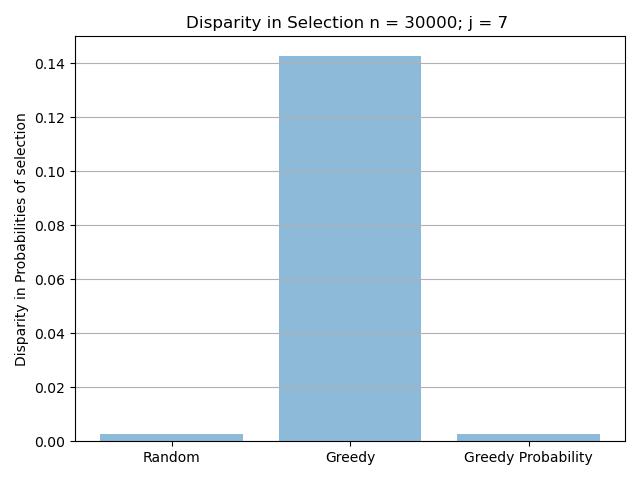 Disparity in Selection n = 30000; j = 7
Disparity in Probabilities of selection
0.14
0.12
0.10
0.08
0.06
0.04
0.02
0.00
Random Greedy Greedy Probability